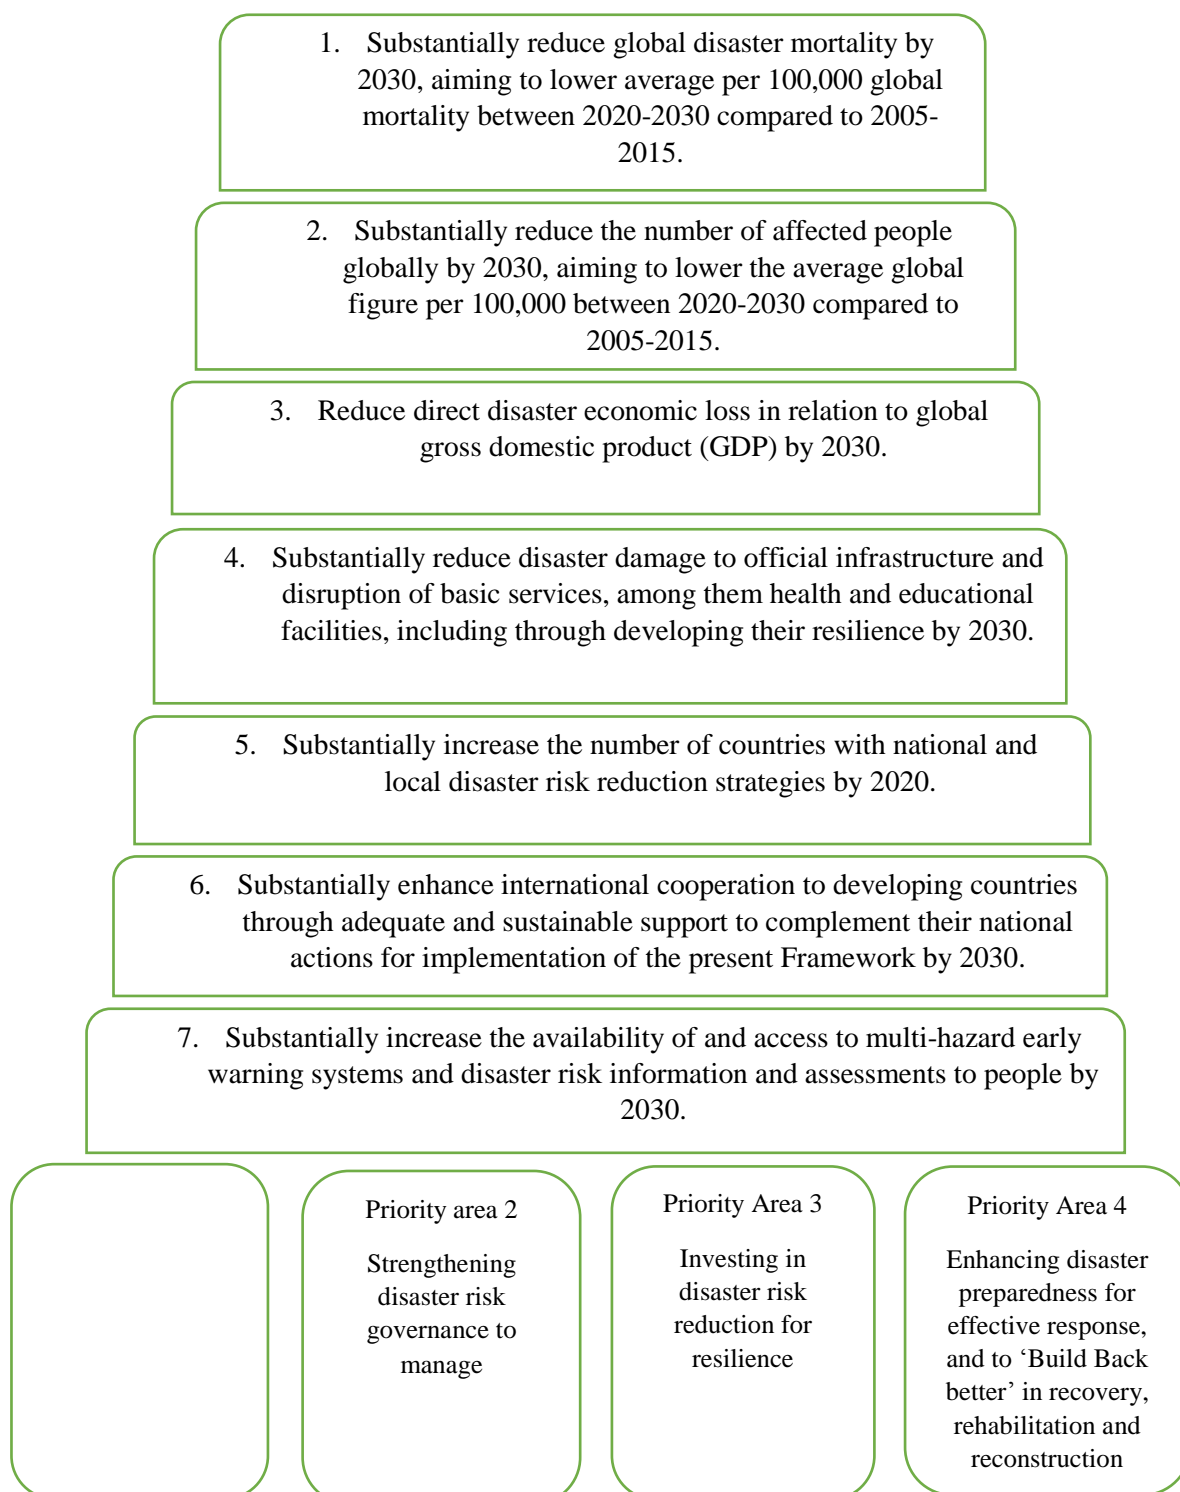 1. Substantially reduce global disaster mortality by
2030, aiming to lower average per 100,000 global
mortality between 2020-2030 compared to 2005-
2015.
2. Substantially reduce the number of affected people
globally by 2030, aiming to lower the average global
figure per 100,000 between 2020-2030 compared to
2005-2015.
3. Reduce direct disaster economic loss in relation to global
gross domestic product (GDP) by 2030.
4. Substantially reduce disaster damage to official infrastructure and
disruption of basic services, among them health and educational
facilities, including through developing their resilience by 2030.
5. Substantially increase the number of countries with national and
local disaster risk reduction strategies by 2020.
6. Substantially enhance international cooperation to developing countries
through adequate and sustainable support to complement their national
actions for implementation of the present Framework by 2030.
7. Substantially increase the availability of and access to multi-hazard early
warning systems and disaster risk information and assessments to people by
2030.
Priority area 2
Strengthening
disaster risk
governance to
manage
Priority Area 3
Investing in
disaster risk
reduction for
resilience
Priority Area 4
Enhancing disaster
preparedness for
effective response,
and to ‘Build Back
better’ in recovery,
rehabilitation and
reconstruction